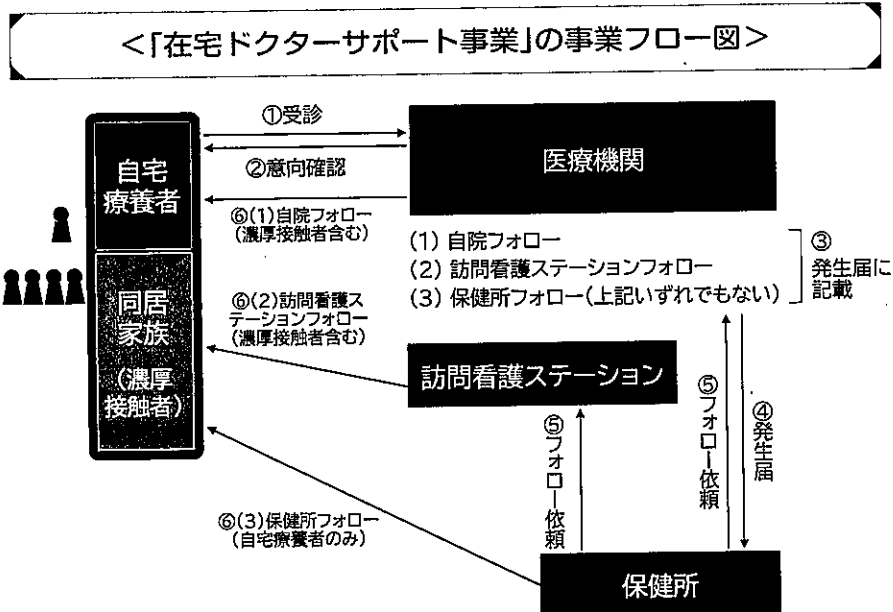 ＜「在宅ドクターサポート事業」の事業フロー図＞
①受診
②意向確認
医療機関
自宅
療養者
⑥(1)自院フォロー
(濃厚接触者含む)
(1) 自院フォロー
(2) 訪問看護ステーションフォロー
(3) 保健所フォロー(上記いずれでもない)
③
発生届に
記載
同居
家族
(濃厚
接触者)
⑥(2)訪問看護ス
テーションフォロー
(濃厚接触者含む)
訪問看護ステーション
⑤フォロー依頼
⑤フォロー依頼
④発生届
⑥(3)保健所フォロー
(自宅療養者のみ)
保健所